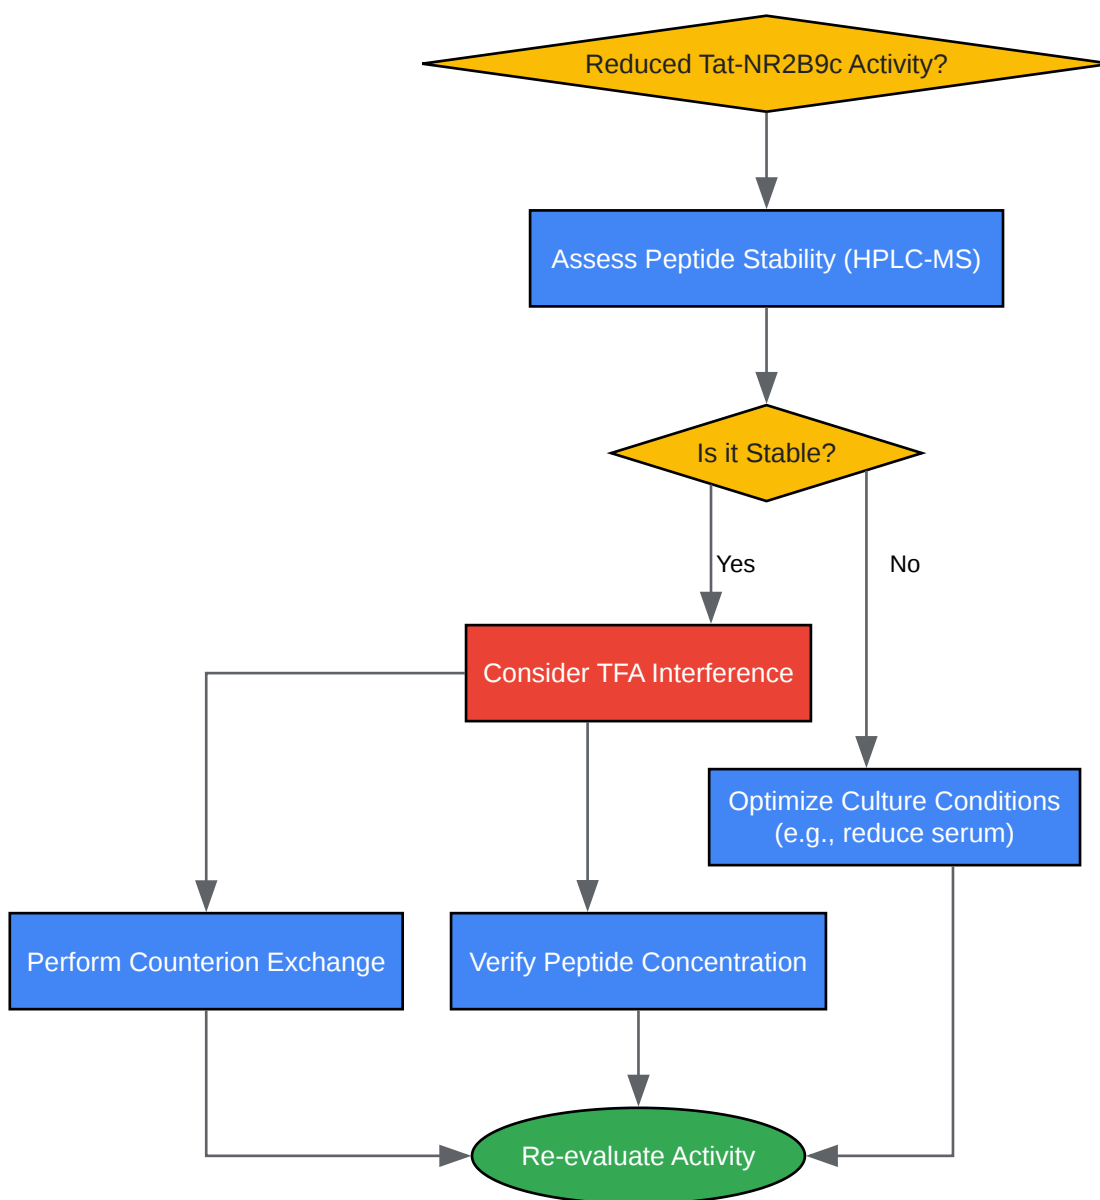 Reduced Tat-NR2B9c Activity?
Assess Peptide Stability (HPLC-MS)
Is it Stable?
Yes
No
Consider TFA Interference
Optimize Culture Conditions
(e.g., reduce serum)
Perform Counterion Exchange
Verify Peptide Concentration
Re-evaluate Activity